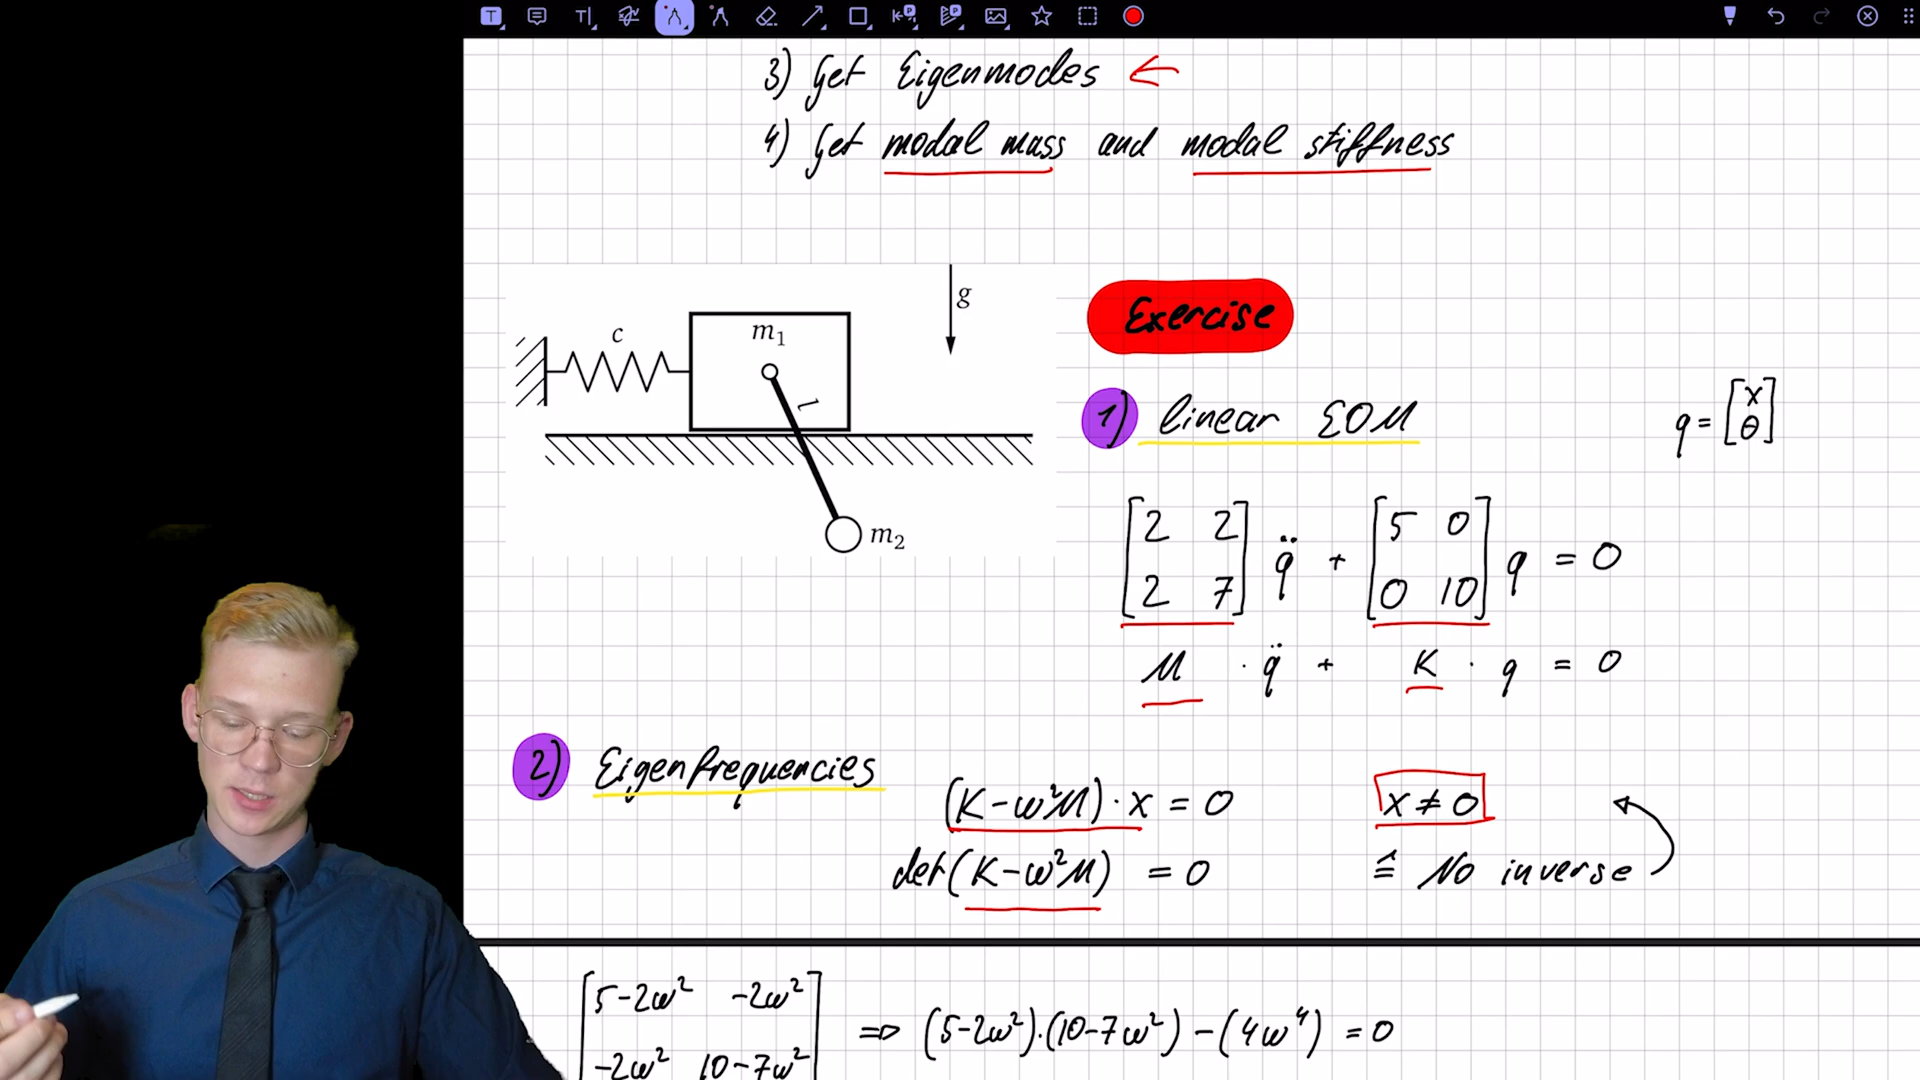 3) Get Eigenmodes ←
4) Get modal mass and modal stiffness
g
c
m₁
l
m₂
Exercise
1) linear EOM
q = [x θ]
[2 2
2 7] q̈ + [5 0
0 10] q = 0
M · q̈ + K · q = 0
2) Eigenfrequencies
(K-ω²M) · x = 0
x ≠ 0
det(K-ω²M) = 0
≙ No inverse
[5-2ω² -2ω²
-2ω² 10-7ω²]
⇒ (5-2ω²)·(10-7ω²) - (4ω⁴) = 0